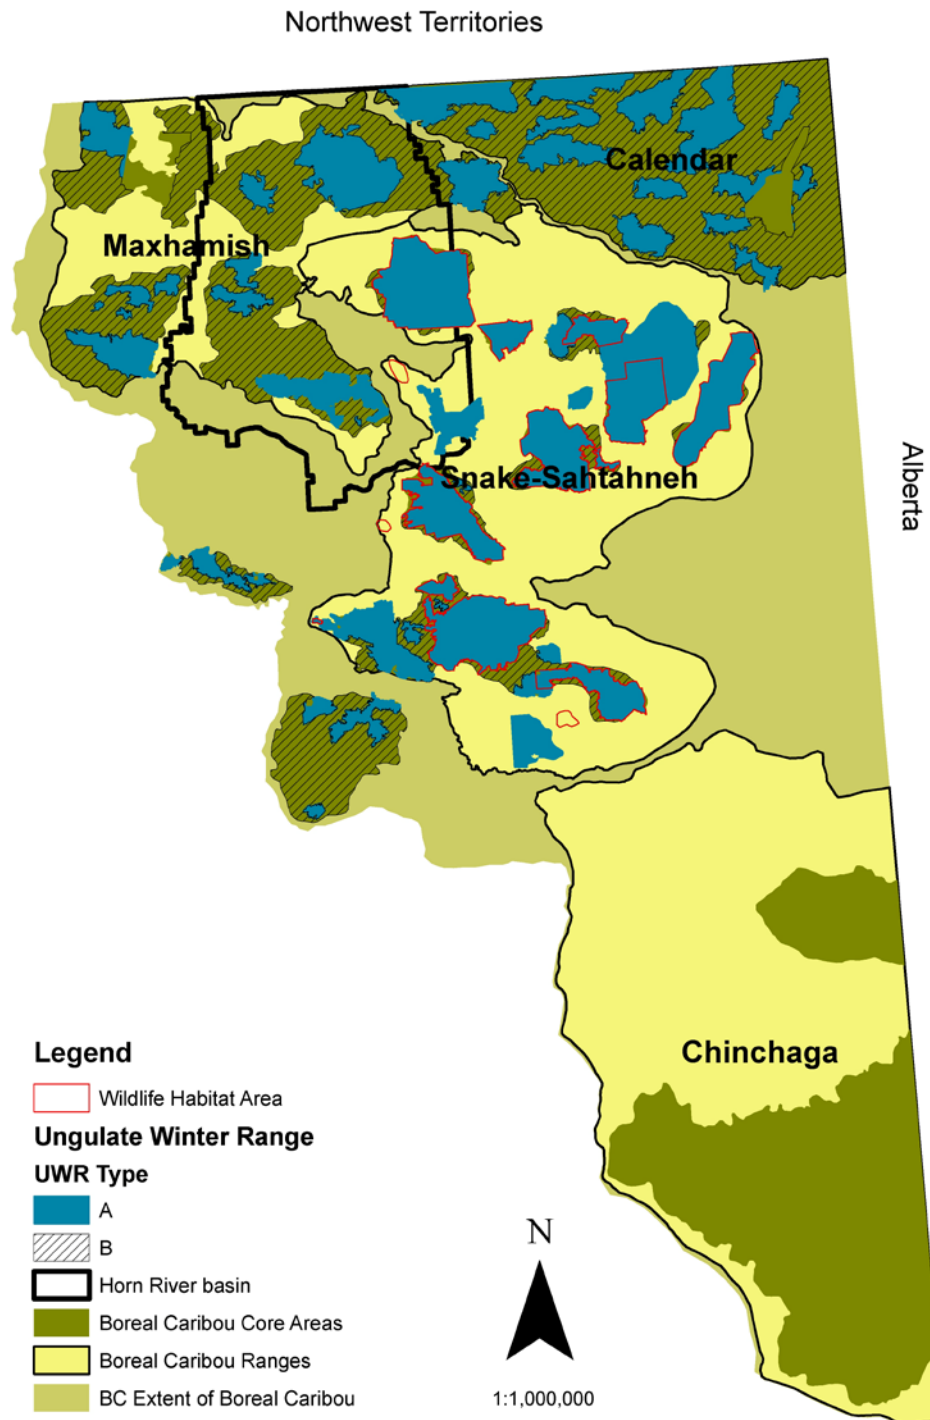 Northwest Territories
Calendar
Maxhamish
Alberta
Snake-Sahtahneh
Chinchaga
Legend
Wildlife Habitat Area
Ungulate Winter Range
UWR Type
A
B
Horn River basin
Boreal Caribou Core Areas
Boreal Caribou Ranges
BC Extent of Boreal Caribou
N
1:1,000,000